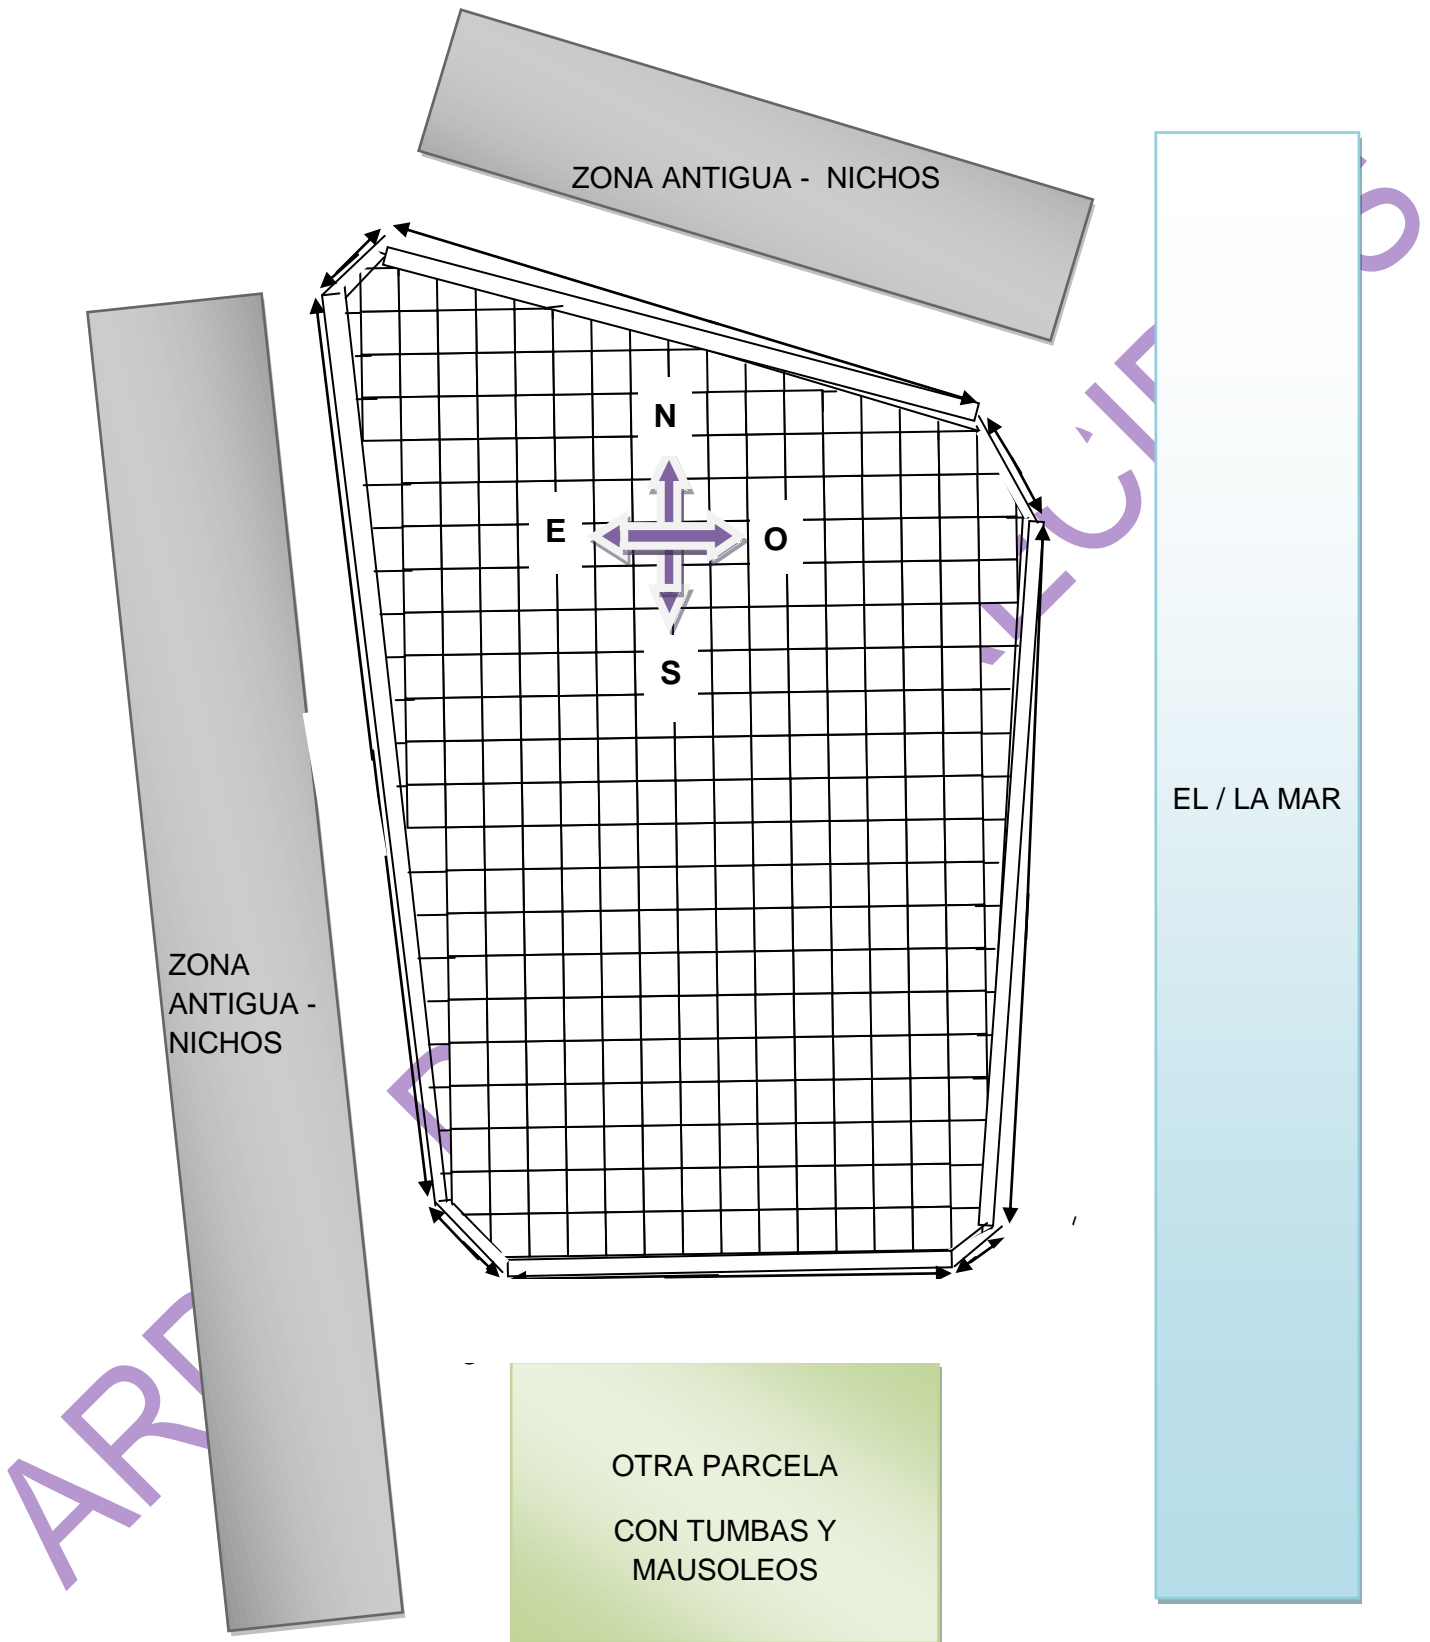 ZONA ANTIGUA - NICHOS
N
E
O
S
EL / LA MAR
ZONA
ANTIGUA -
NICHOS
OTRA PARCELA
CON TUMBAS Y
MAUSOLEOS